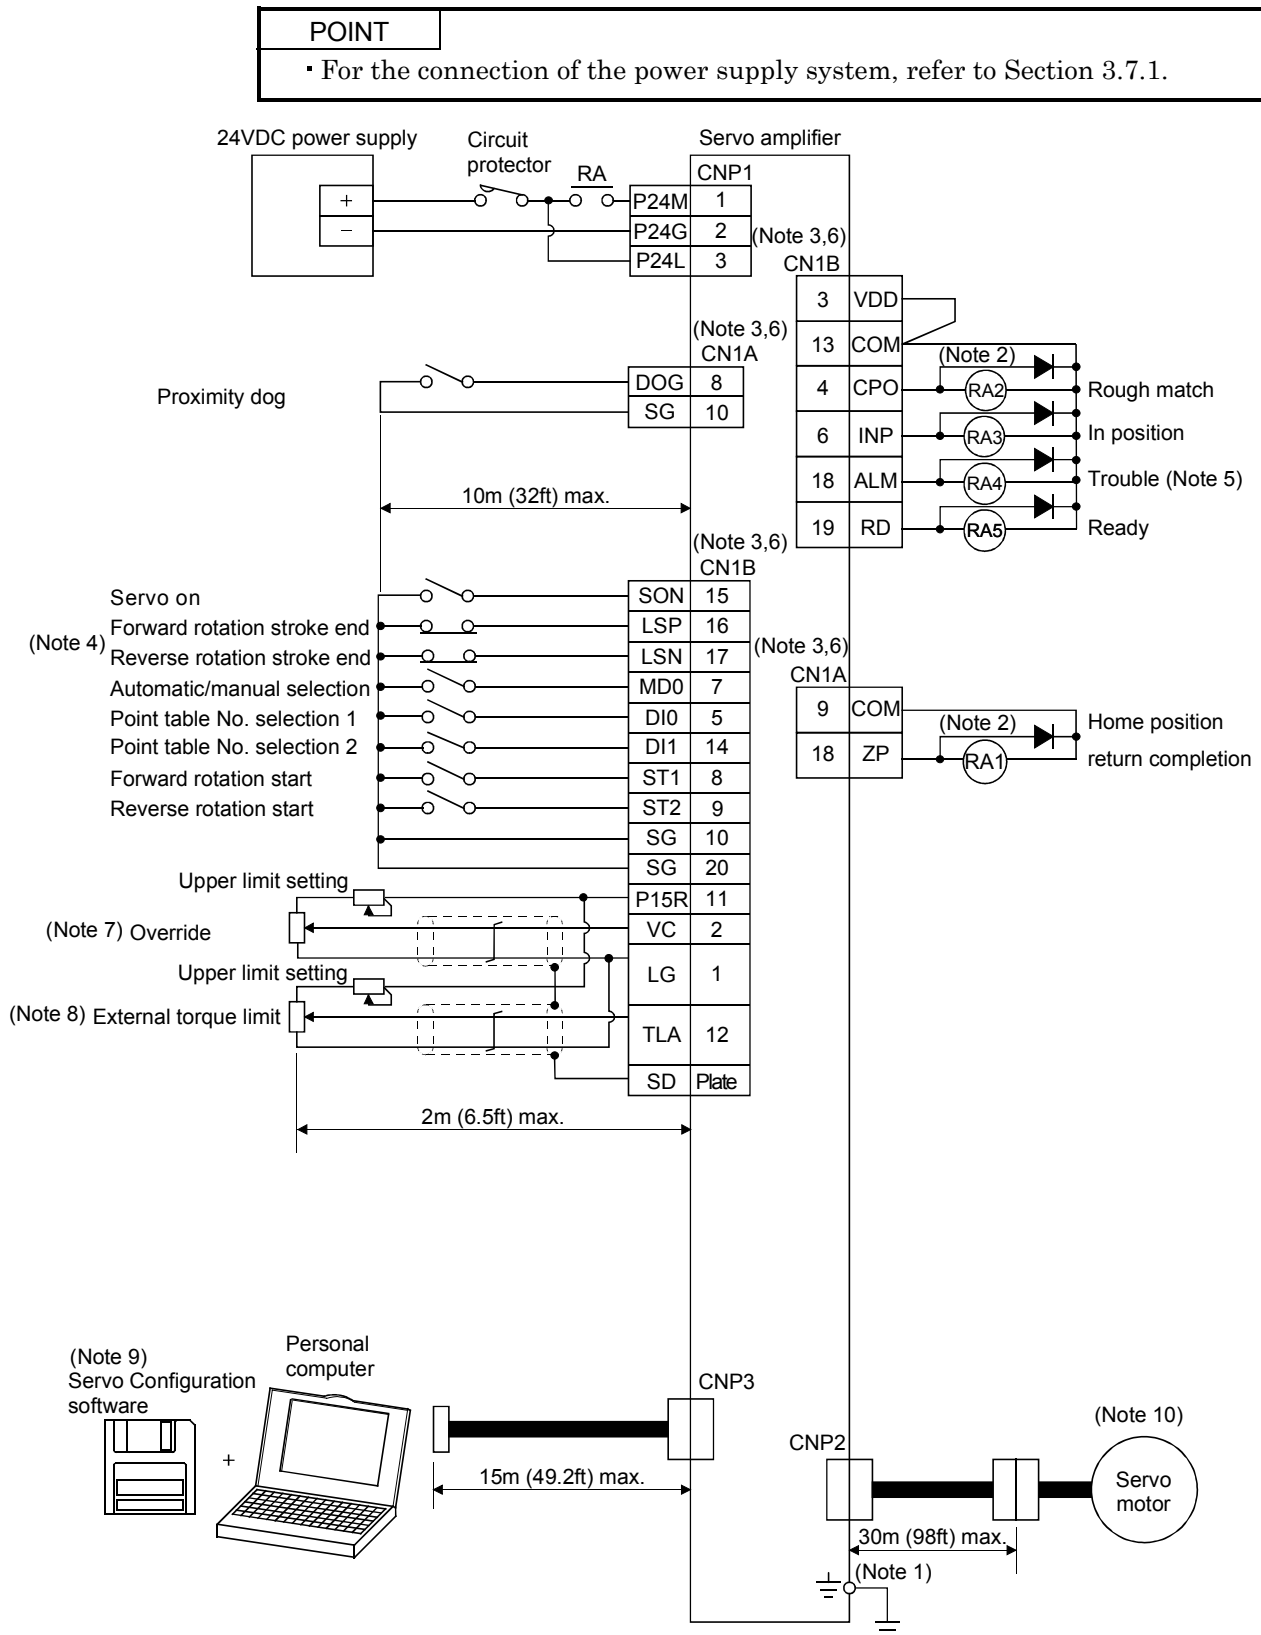 POINT
・For the connection of the power supply system, refer to Section 3.7.1.
24VDC power supply
Circuit
protector
RA
Servo amplifier
CNP1
+
−
P24M 1
P24G 2
P24L 3
(Note 3,6)
CN1B
3 VDD
13 COM
4 CPO
6 INP
18 ALM
19 RD
(Note 2)
RA2
Rough match
RA3
In position
RA4
Trouble (Note 5)
RA5
Ready
(Note 3,6)
CN1A
Proximity dog
DOG 8
SG 10
10m (32ft) max.
(Note 3,6)
CN1B
Servo on
SON 15
(Note 4)
Forward rotation stroke end
LSP 16
Reverse rotation stroke end
LSN 17
Automatic/manual selection
MD0 7
Point table No. selection 1
DI0 5
Point table No. selection 2
DI1 14
Forward rotation start
ST1 8
Reverse rotation start
ST2 9
SG 10
SG 20
Upper limit setting
P15R 11
(Note 7) Override
VC 2
LG 1
Upper limit setting
(Note 8) External torque limit
TLA 12
SD Plate
2m (6.5ft) max.
(Note 3,6)
CN1A
9 COM
18 ZP
(Note 2)
RA1
Home position
return completion
(Note 9)
Servo Configuration
software
+
Personal
computer
CNP3
15m (49.2ft) max.
CNP2
(Note 10)
Servo
motor
30m (98ft) max.
(Note 1)